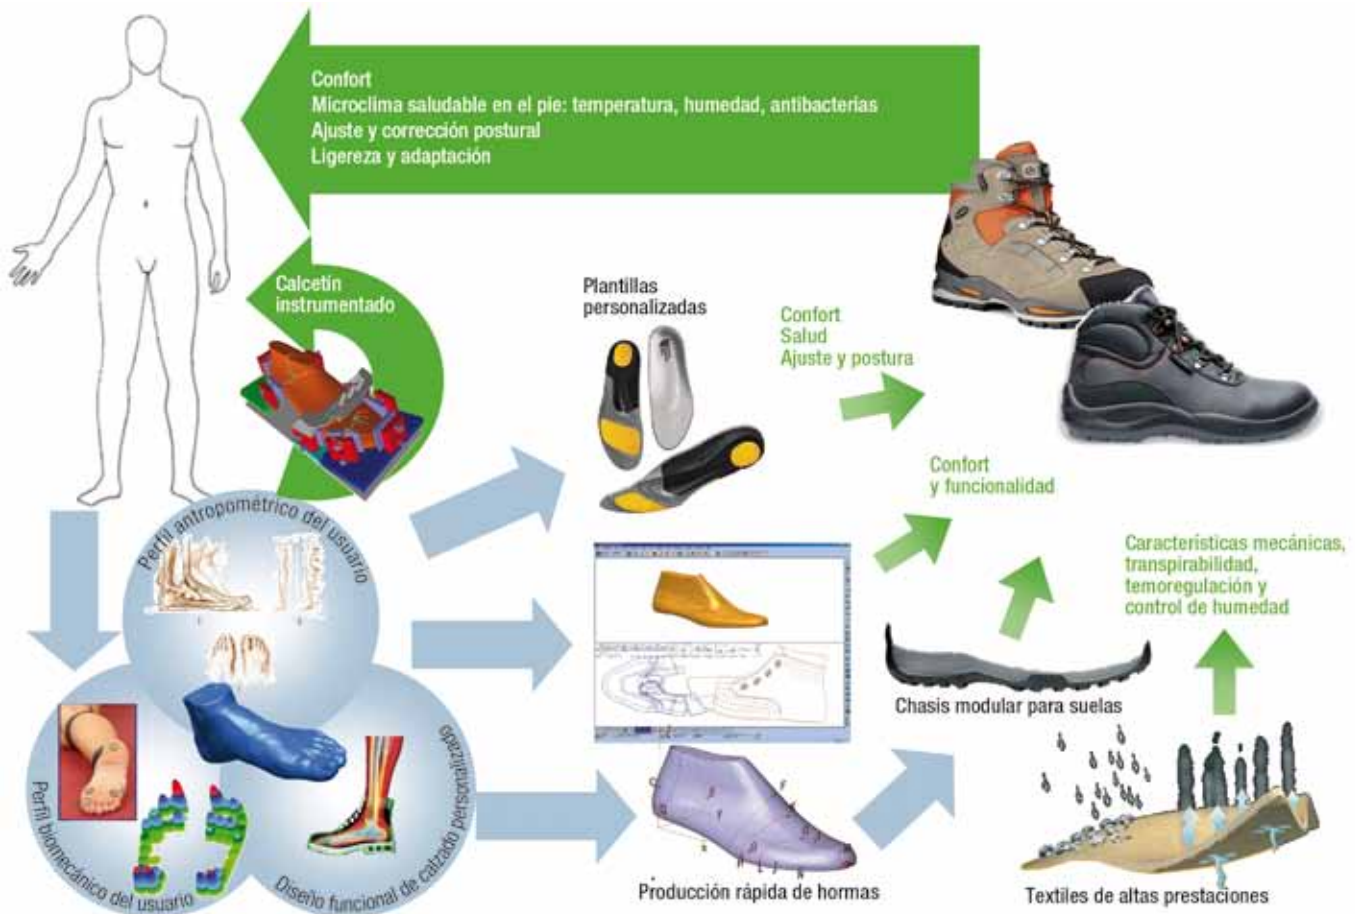 Confort
Microclima saludable en el pie: temperatura, humedad, antibacterias
Ajuste y corrección postural
Ligereza y adaptación
Calcetín
instrumentado
Plantillas
personalizadas
Confort
Salud
Ajuste y postura
Confort
y funcionalidad
Características mecánicas,
transpirabilidad,
temoregulación y
control de humedad
Perfil antropométrico del usuario
Perfil biomecánico del usuario
Diseño funcional de calzado personalizado
Chasis modular para suelas
Producción rápida de hormas
Textiles de altas prestaciones